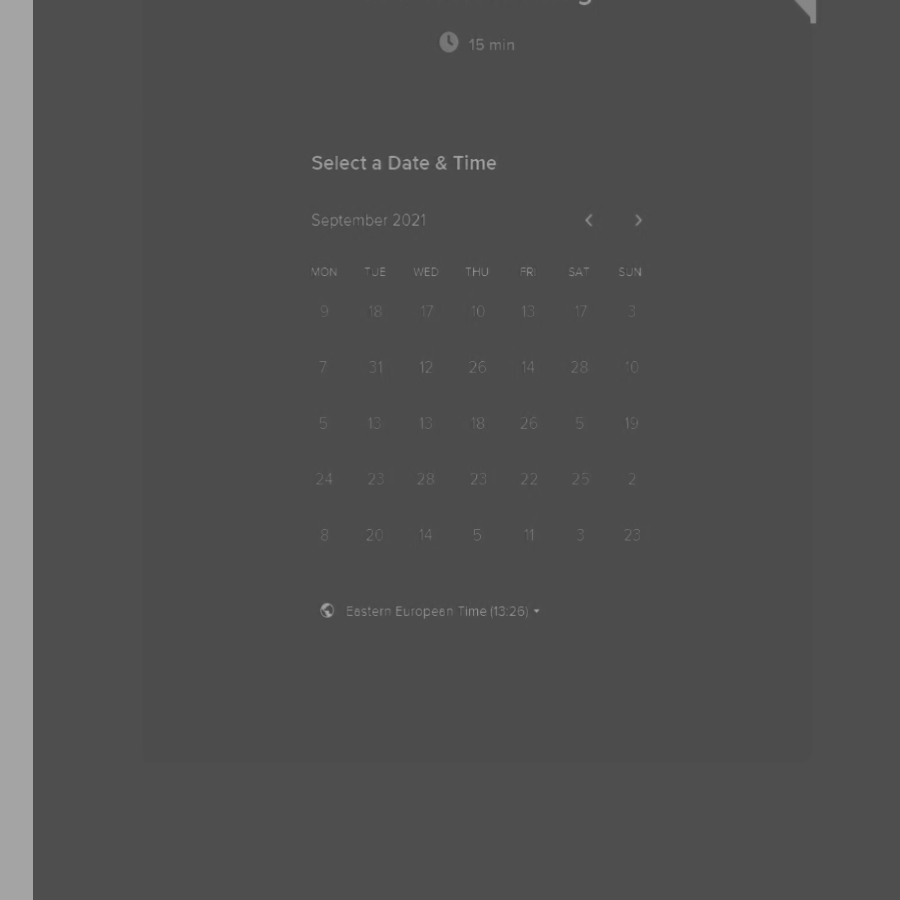 15 min
Select a Date & Time
September 2021
MON TUE WED THU FRI SAT SUN
9 18 17 10 13 17 3
7 31 12 26 14 28 10
5 13 13 18 26 5 19
24 23 28 23 22 25 2
8 20 14 5 11 3 23
Eastern European Time (13:26)